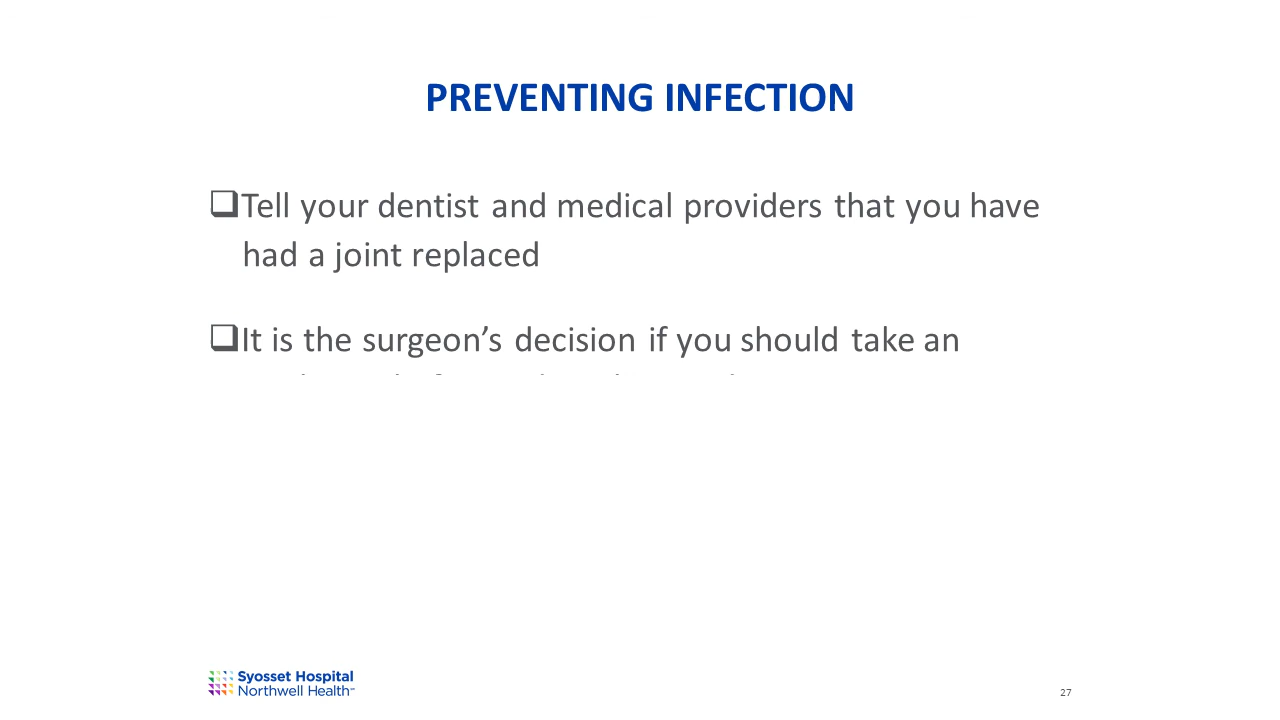 PREVENTING INFECTION
❑Tell your dentist and medical providers that you have
had a joint replaced
❑It is the surgeon’s decision if you should take an
Syosset Hospital
Northwell Health℠
27